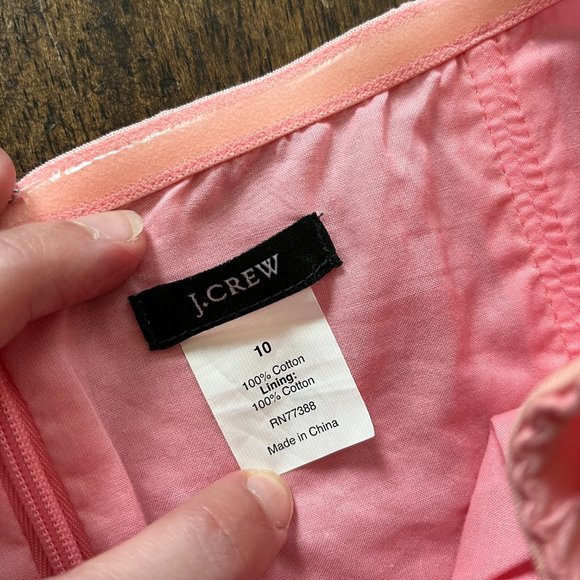 J.CREW
10
100% Cotton
Lining:
100% Cotton
RN77388
Made in China